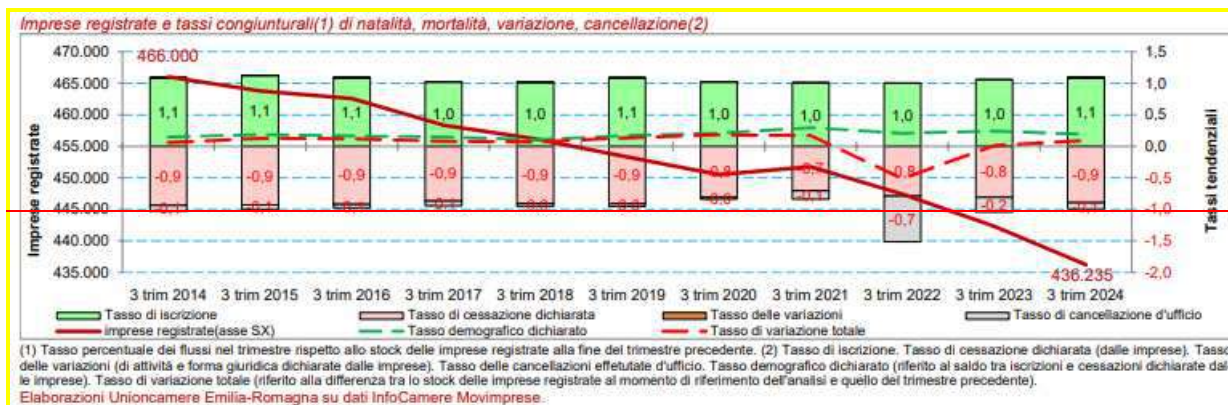 Imprese registrate e tassi congiunturali(1) di natalità, mortalità, variazione, cancellazione(2)
470.000
465.000
460.000
455.000
450.000
445.000
440.000
435.000
Imprese registrate
466.000
436.235
1,1 1,1 1,1 1,0 1,0 1,1 1,0 1,0 1,0 1,0 1,1
-0,9 -0,9 -0,9 -0,9 -0,9 -0,9 -0,8 -0,7 -0,8 -0,8 -0,9
-0,1 -0,1 -0,1 -0,7 -0,2 -0,1
1,5
1,0
0,5
0,0
-0,5
-1,0
-1,5
-2,0
Tassi tendenziali
3 trim 2014 3 trim 2015 3 trim 2016 3 trim 2017 3 trim 2018 3 trim 2019 3 trim 2020 3 trim 2021 3 trim 2022 3 trim 2023 3 trim 2024
Tasso di iscrizione Tasso di cessazione dichiarata Tasso delle variazioni Tasso di cancellazione d'ufficio
imprese registrate(asse SX) Tasso demografico dichiarato Tasso di variazione totale
(1) Tasso percentuale dei flussi nel trimestre rispetto allo stock delle imprese registrate alla fine del trimestre precedente. (2) Tasso di iscrizione. Tasso di cessazione dichiarata (dalle imprese). Tasso
delle variazioni (di attività e forma giuridica dichiarate dalle imprese). Tasso delle cancellazioni effetutate d'ufficio. Tasso demografico dichiarato (riferito al saldo tra iscrizioni e cessazioni dichiarate dal
le imprese). Tasso di variazione totale (riferito alla differenza tra lo stock delle imprese registrate al momento di riferimento dell'analisi e quello del trimestre precedente).
Elaborazioni Unioncamere Emilia-Romagna su dati InfoCamere Movimprese.